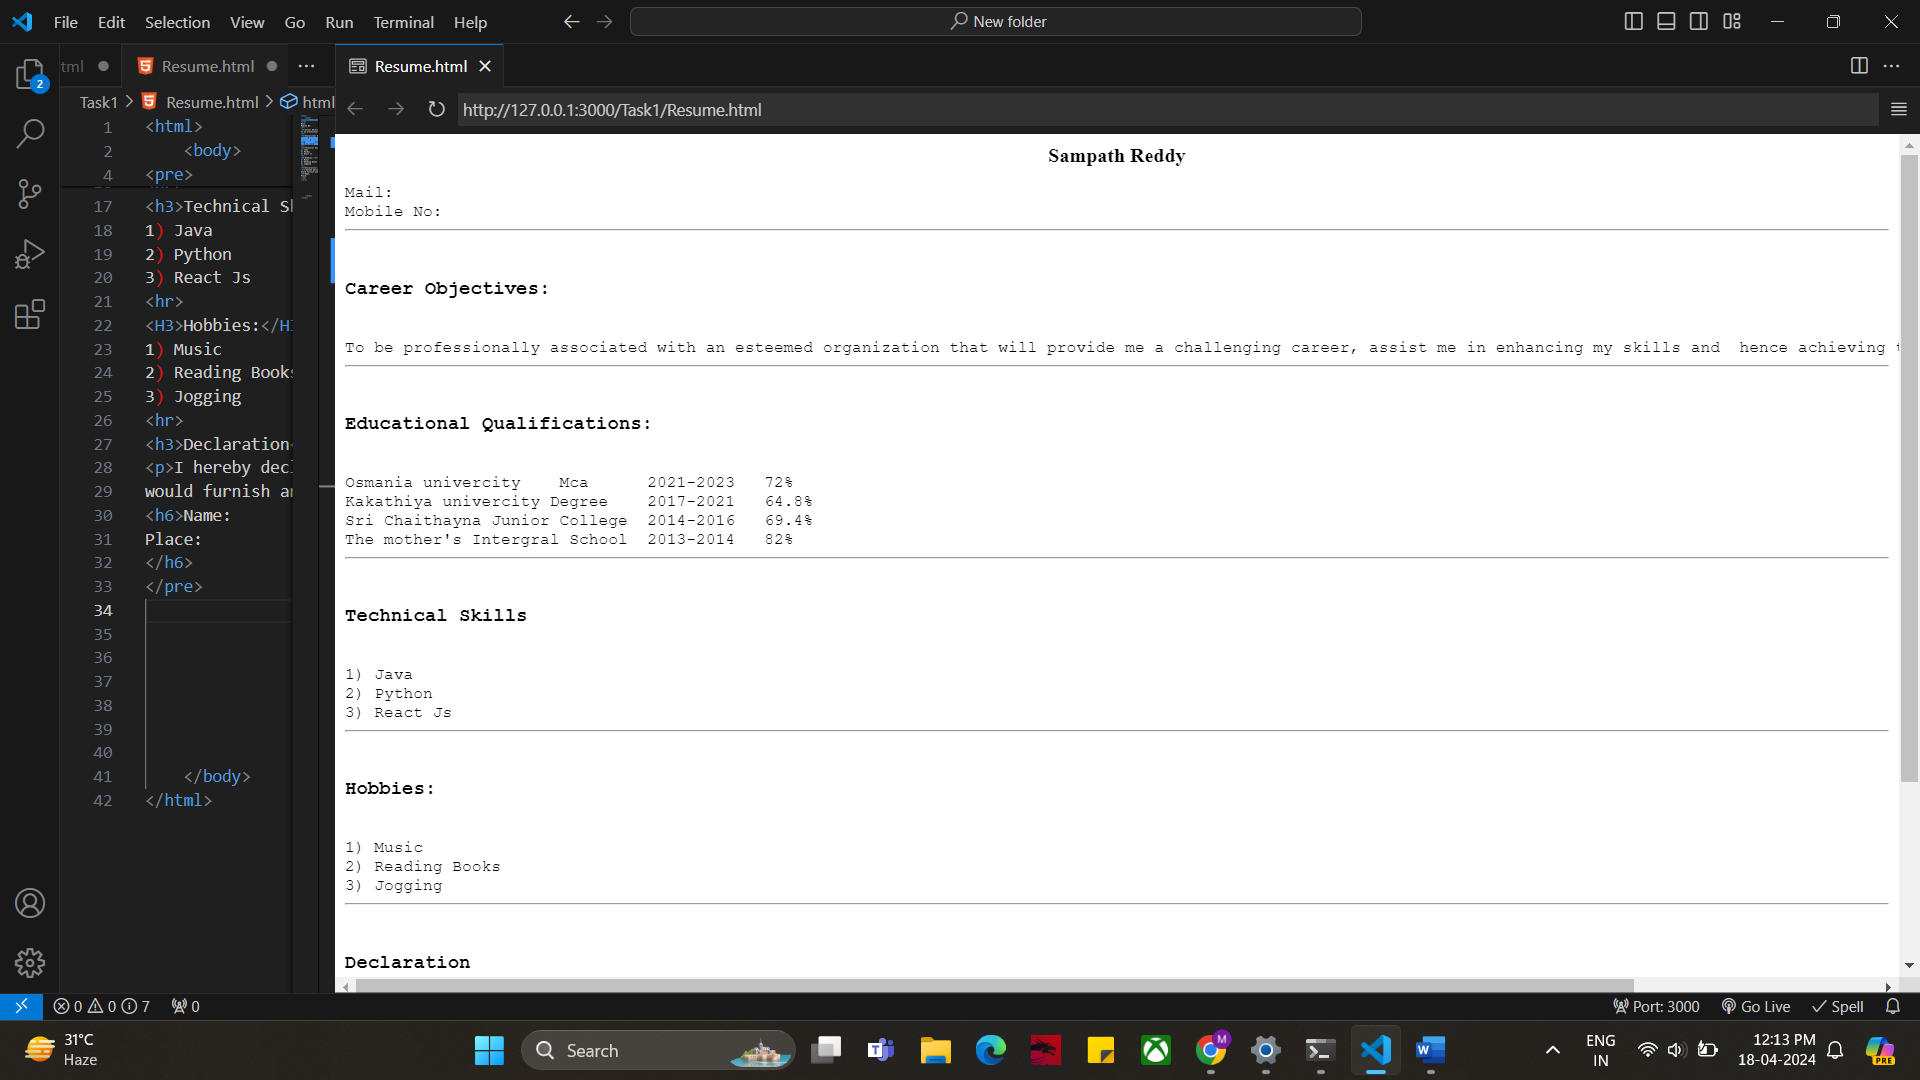 File Edit Selection View Go Run Terminal Help
New folder
tml
Resume.html
Resume.html
Task1 > Resume.html > html
http://127.0.0.1:3000/Task1/Resume.html
2
1 <html>
2 <body>
4 <pre>
17 <h3>Technical S
18 1) Java
19 2) Python
20 3) React Js
21 <hr>
22 <H3>Hobbies:</H
23 1) Music
24 2) Reading Books
25 3) Jogging
26 <hr>
27 <h3>Declaration
28 <p>I hereby dec
29 would furnish a
30 <h6>Name:
31 Place:
32 </h6>
33 </pre>
34
35
36
37
38
39
40
41 </body>
42 </html>
Sampath Reddy
Mail:
Mobile No:
Career Objectives:
To be professionally associated with an esteemed organization that will provide me a challenging career, assist me in enhancing my skills and  hence achieving
Educational Qualifications:
Osmania univercity    Mca      2021-2023   72%
Kakathiya univercity Degree    2017-2021   64.8%
Sri Chaithayna Junior College  2014-2016   69.4%
The mother's Intergral School  2013-2014   82%
Technical Skills
1) Java
2) Python
3) React Js
Hobbies:
1) Music
2) Reading Books
3) Jogging
Declaration
0 0 7 0
Port: 3000 Go Live Spell
31°C
Haze
Search
M
ENG
IN
12:13 PM
18-04-2024
PRE